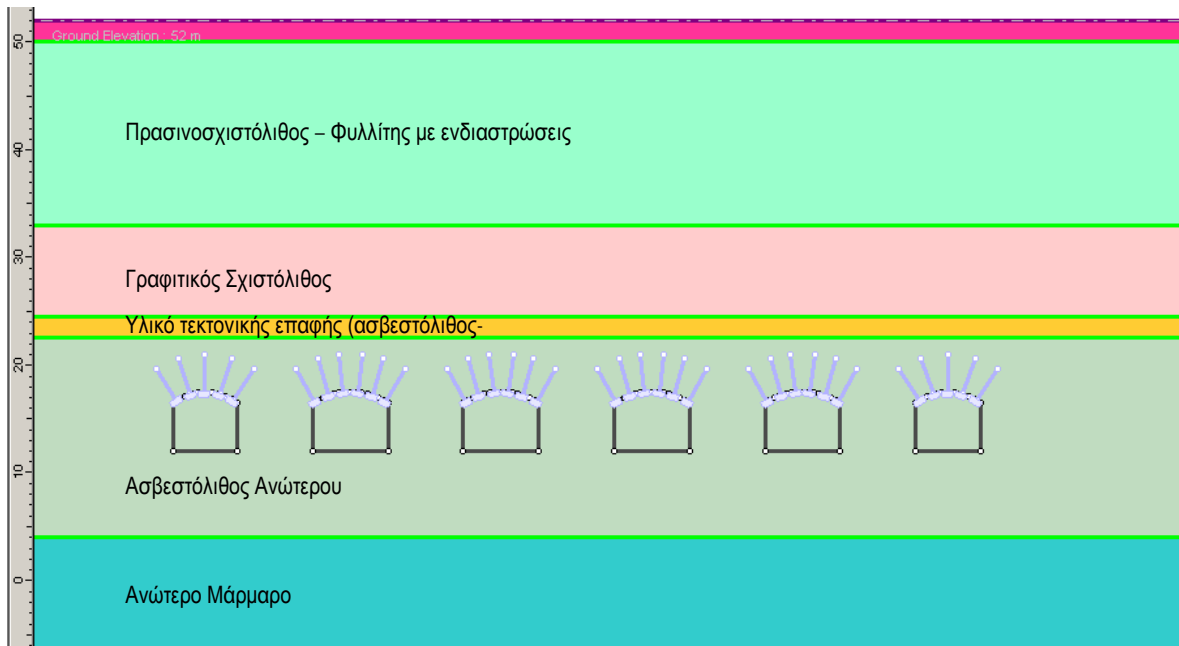 Ground Elevation : 52 m
50
Πρασινοσχιστόλιθος – Φυλλίτης με ενδιαστρώσεις
40
30
Γραφιτικός Σχιστόλιθος
Υλικό τεκτονικής επαφής (ασβεστόλιθος-
20
10
Ασβεστόλιθος Ανώτερου
0
Ανώτερο Μάρμαρο